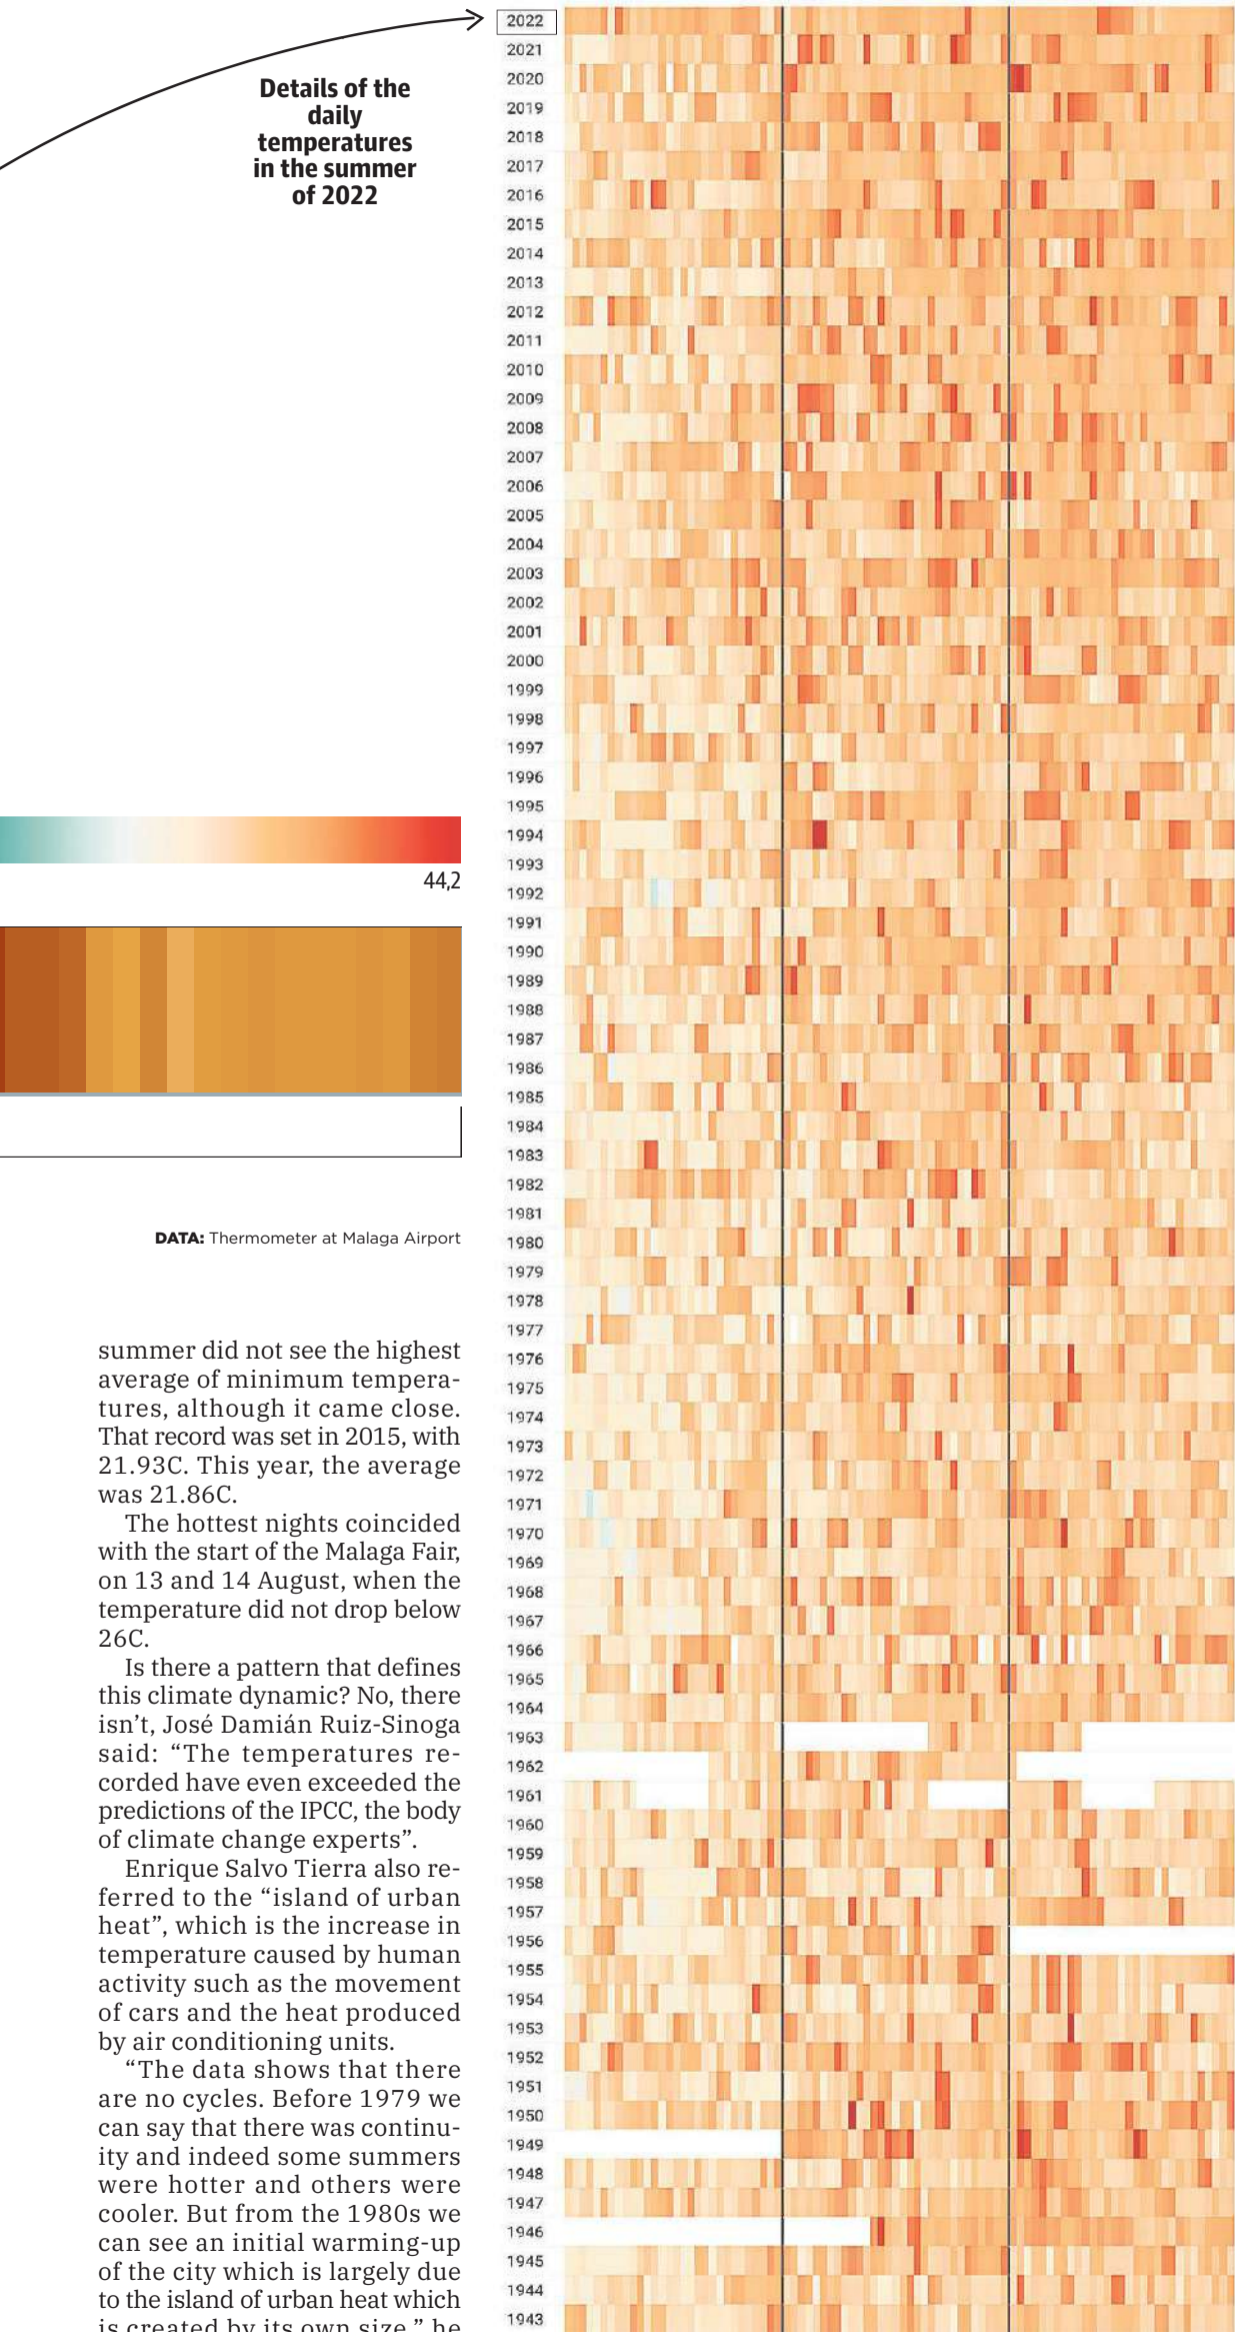 Details of the
daily
temperatures
in the summer
of 2022
44,2
DATA: Thermometer at Malaga Airport
summer did not see the highest
average of minimum tempera-
tures, although it came close.
That record was set in 2015, with
21.93C. This year, the average
was 21.86C.
The hottest nights coincided
with the start of the Malaga Fair,
on 13 and 14 August, when the
temperature did not drop below
26C.
Is there a pattern that defines
this climate dynamic? No, there
isn't, José Damián Ruiz-Sinoga
said: “The temperatures re-
corded have even exceeded the
predictions of the IPCC, the body
of climate change experts”.
Enrique Salvo Tierra also re-
ferred to the “island of urban
heat”, which is the increase in
temperature caused by human
activity such as the movement
of cars and the heat produced
by air conditioning units.
“The data shows that there
are no cycles. Before 1979 we
can say that there was continu-
ity and indeed some summers
were hotter and others were
cooler. But from the 1980s we
can see an initial warming-up
of the city which is largely due
to the island of urban heat which
is created by its own size,” he
2022
2021
2020
2019
2018
2017
2016
2015
2014
2013
2012
2011
2010
2009
2008
2007
2006
2005
2004
2003
2002
2001
2000
1999
1998
1997
1996
1995
1994
1993
1992
1991
1990
1989
1988
1987
1986
1985
1984
1983
1982
1981
1980
1979
1978
1977
1976
1975
1974
1973
1972
1971
1970
1969
1968
1967
1966
1965
1964
1963
1962
1961
1960
1959
1958
1957
1956
1955
1954
1953
1952
1951
1950
1949
1948
1947
1946
1945
1944
1943